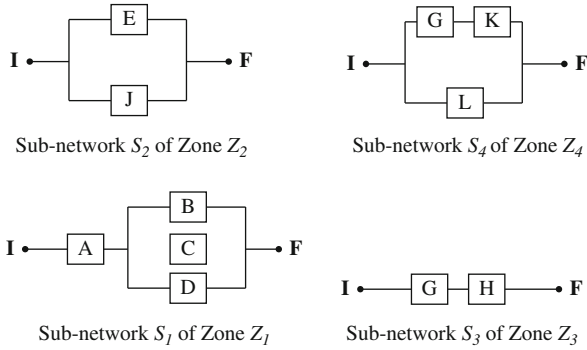 E
G K
I F
I F
J
L
Sub-network S2 of Zone Z2
Sub-network S4 of Zone Z4
B
I A C F
D
I G H F
Sub-network S1 of Zone Z1
Sub-network S3 of Zone Z3